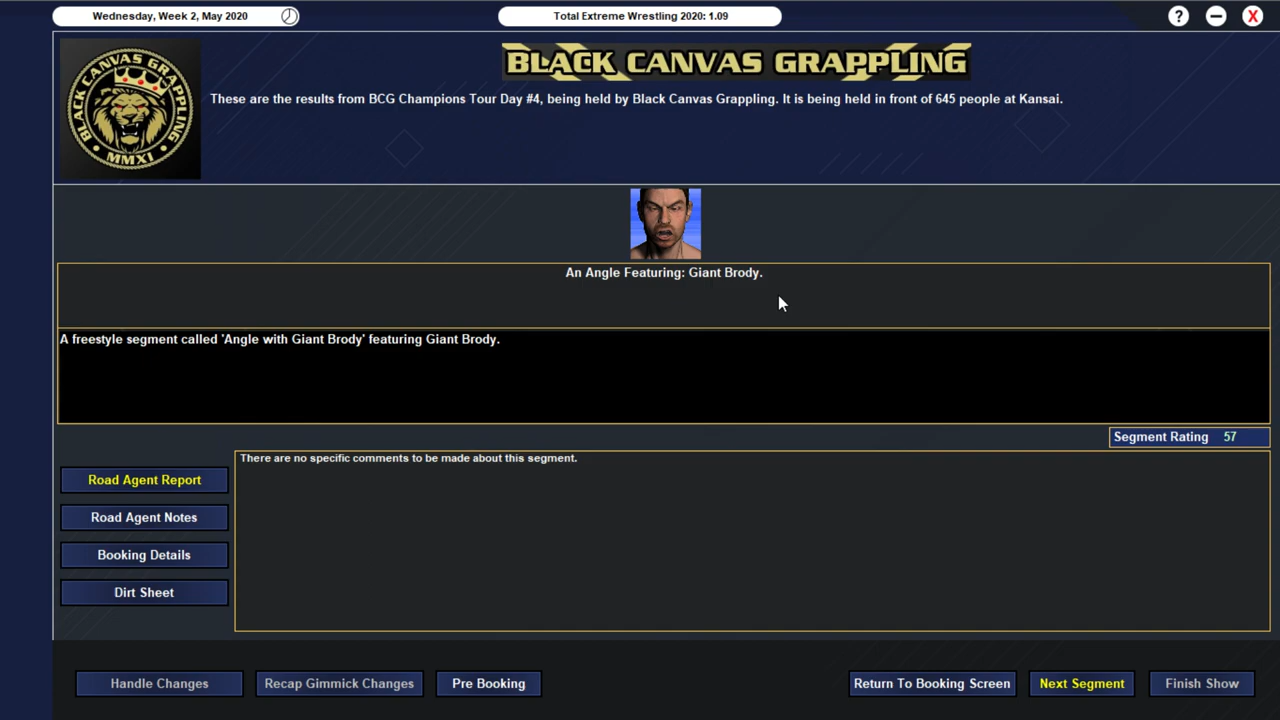 Wednesday, Week 2, May 2020
Total Extreme Wrestling 2020: 1.09
?
X
BLACK CANVAS GRAPPLING
MMXI
BLACK CANVAS GRAPPLING
These are the results from BCG Champions Tour Day #4, being held by Black Canvas Grappling. It is being held in front of 645 people at Kansai.
An Angle Featuring: Giant Brody.
A freestyle segment called 'Angle with Giant Brody' featuring Giant Brody.
Segment Rating 57
Road Agent Report
There are no specific comments to be made about this segment.
Road Agent Notes
Booking Details
Dirt Sheet
Handle Changes
Recap Gimmick Changes
Pre Booking
Return To Booking Screen
Next Segment
Finish Show